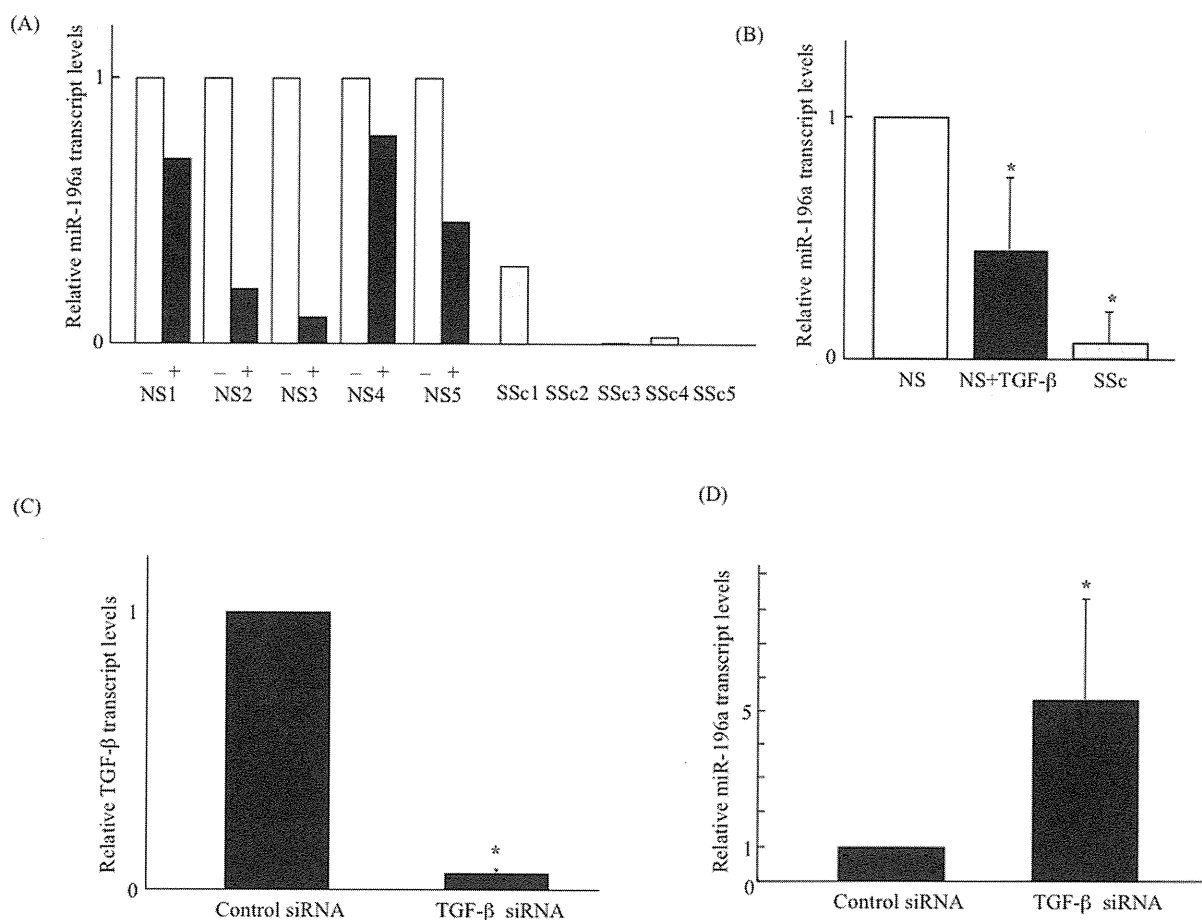 (A)
Relative miR-196a transcript levels
1
0
– + – + – + – + – +
NS1 NS2 NS3 NS4 NS5 SSc1 SSc2 SSc3 SSc4 SSc5
(B)
Relative miR-196a transcript levels
1
0
*
*
NS NS+TGF-β SSc
(C)
Relative TGF-β transcript levels
1
0
*
Control siRNA TGF-β siRNA
(D)
Relative miR-196a transcript levels
5
1
0
*
Control siRNA TGF-β siRNA